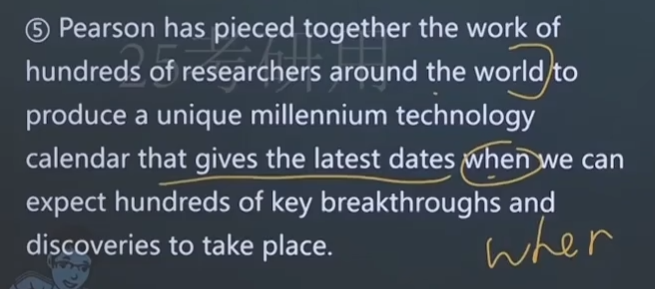 ⑤ Pearson has pieced together the work of
hundreds of researchers around the world to
produce a unique millennium technology
calendar that gives the latest dates when we can
expect hundreds of key breakthroughs and
discoveries to take place.
wher
25考研用